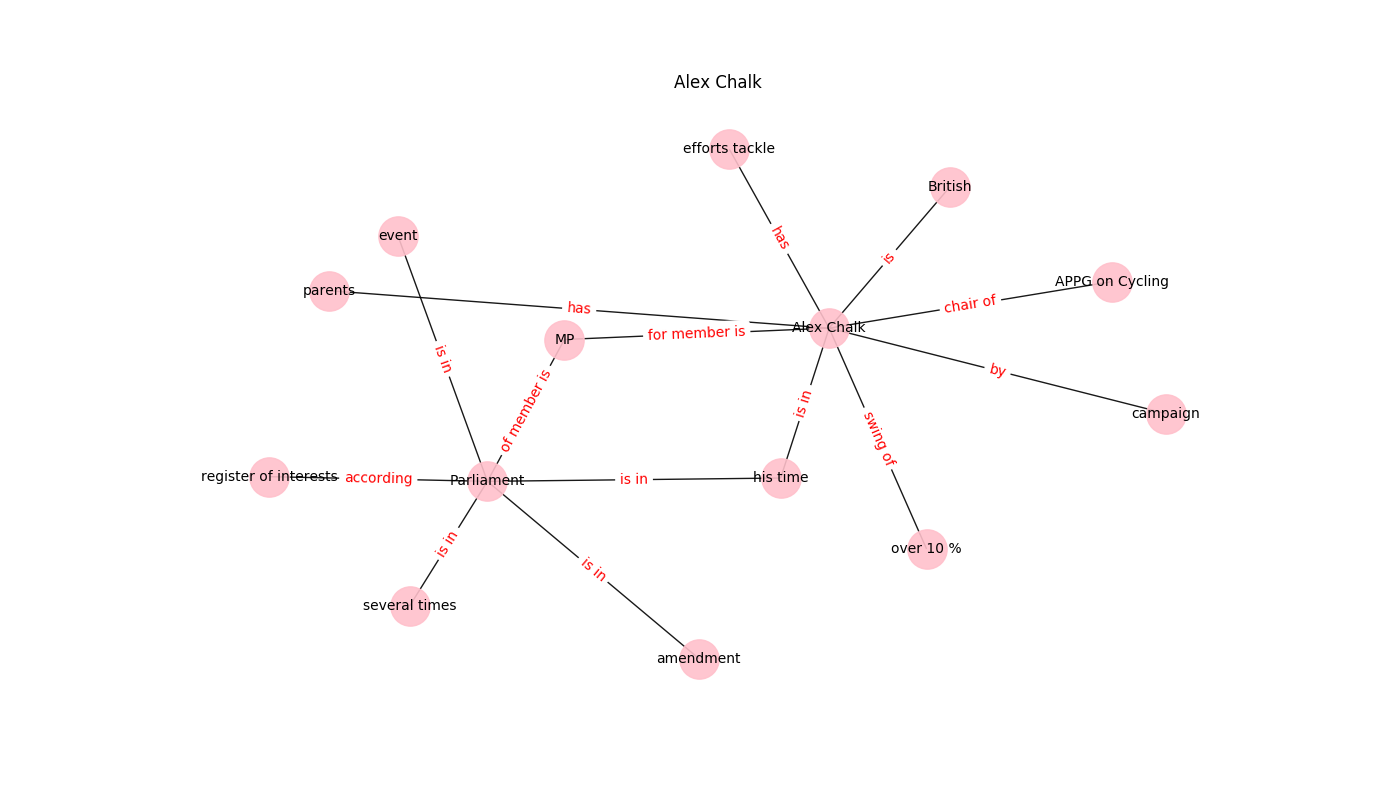 Alex Chalk
efforts tackle
British
event
has
is
APPG on Cycling
parents
has
chair of
Alex Chalk
for member is
MP
is in
by
of member is
is in
swing of
campaign
register of interests
according
Parliament
is in
his time
is in
is in
over 10 %
several times
amendment